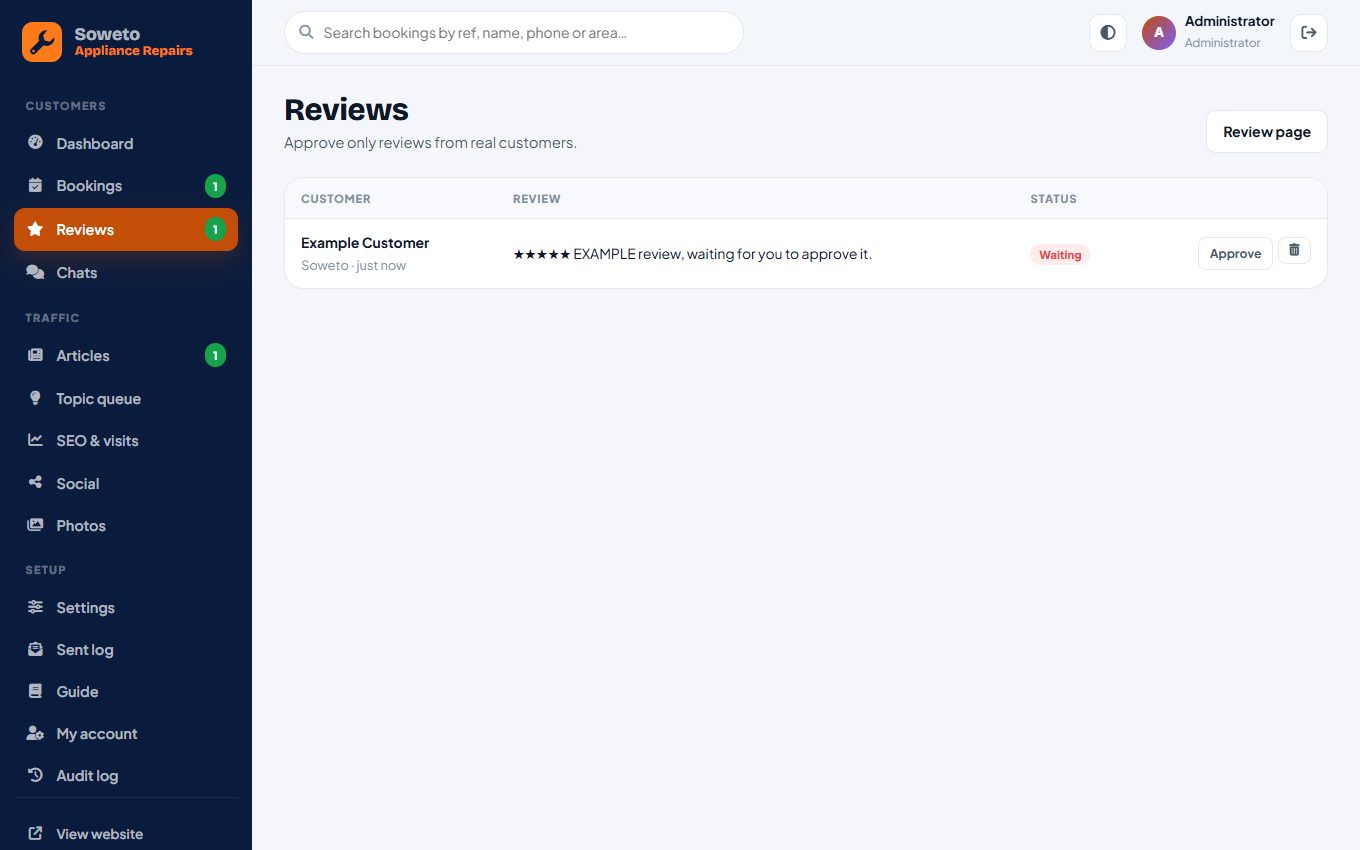 Soweto
Appliance Repairs
Search bookings by ref, name, phone or area...
A
Administrator
Administrator
CUSTOMERS
Dashboard
Bookings 1
Reviews 1
Chats
TRAFFIC
Articles 1
Topic queue
SEO & visits
Social
Photos
SETUP
Settings
Sent log
Guide
My account
Audit log
View website
Reviews
Approve only reviews from real customers.
Review page
CUSTOMER REVIEW STATUS
Example Customer
Soweto · just now
★★★★★ EXAMPLE review, waiting for you to approve it.
Waiting
Approve